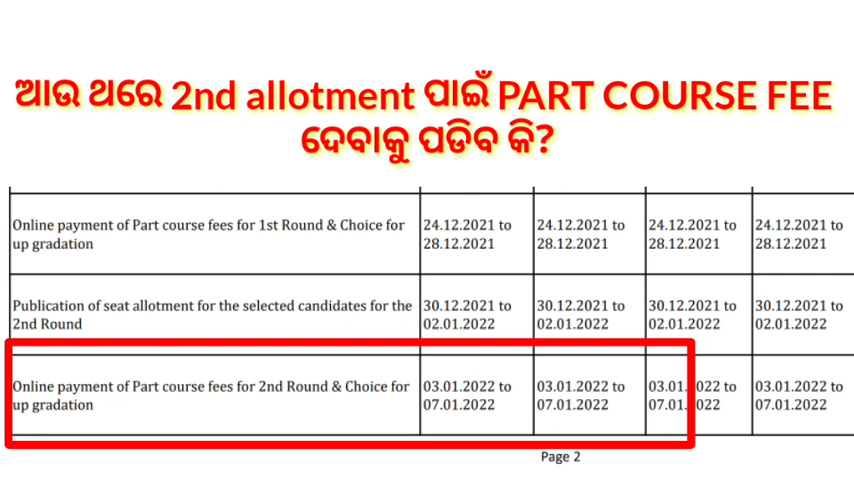 ଆଉ ଥରେ 2nd allotment ପାଇଁ PART COURSE FEE
ଦେବାକୁ ପଡିବ କି?
Online payment of Part course fees for 1st Round & Choice for 24.12.2021 to 24.12.2021 to 24.12.2021 to 24.12.2021 to
up gradation 28.12.2021 28.12.2021 28.12.2021 28.12.2021
Publication of seat allotment for the selected candidates for the 30.12.2021 to 30.12.2021 to 30.12.2021 to 30.12.2021 to
2nd Round 02.01.2022 02.01.2022 02.01.2022 02.01.2022
Online payment of Part course fees for 2nd Round & Choice for 03.01.2022 to 03.01.2022 to 03.01.2022 to 03.01.2022 to
up gradation 07.01.2022 07.01.2022 07.01.2022 07.01.2022
Page 2